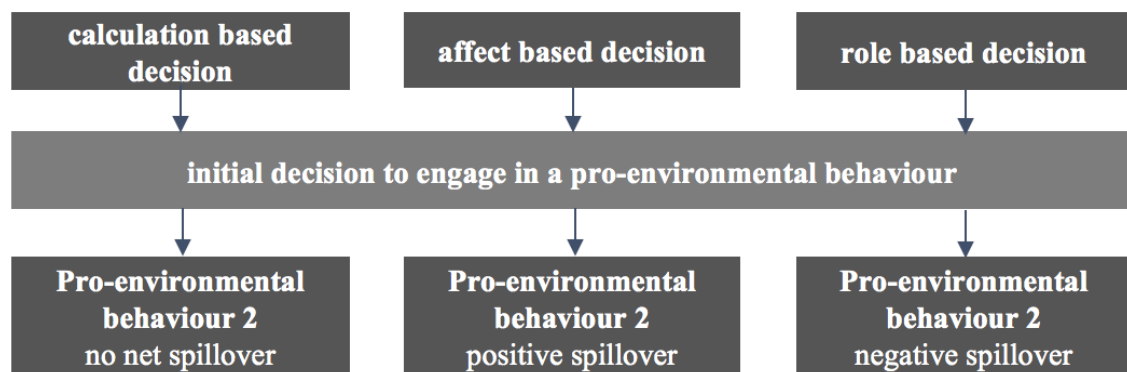 calculation based
decision
affect based decision
role based decision
initial decision to engage in a pro-environmental behaviour
Pro-environmental
behaviour 2
no net spillover
Pro-environmental
behaviour 2
positive spillover
Pro-environmental
behaviour 2
negative spillover